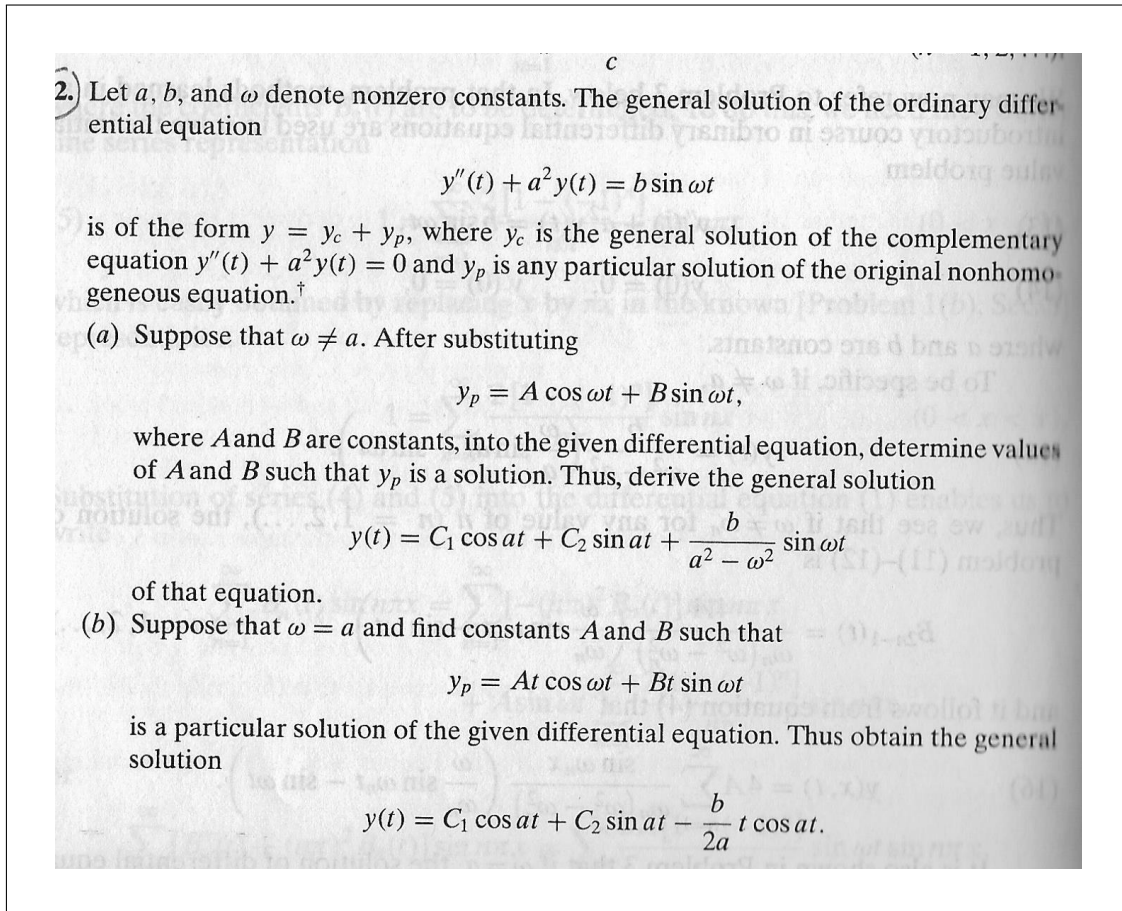 c
2. Let a, b, and ω denote nonzero constants. The general solution of the ordinary differ-
ential equation
y″(t) + a²y(t) = b sin ωt
is of the form y = y_c + y_p, where y_c is the general solution of the complementary
equation y″(t) + a²y(t) = 0 and y_p is any particular solution of the original nonhomo-
geneous equation.†
(a) Suppose that ω ≠ a. After substituting
y_p = A cos ωt + B sin ωt,
where A and B are constants, into the given differential equation, determine values
of A and B such that y_p is a solution. Thus, derive the general solution
y(t) = C₁ cos at + C₂ sin at + b/(a² − ω²) sin ωt
of that equation.
(b) Suppose that ω = a and find constants A and B such that
y_p = At cos ωt + Bt sin ωt
is a particular solution of the given differential equation. Thus obtain the general
solution
y(t) = C₁ cos at + C₂ sin at − b/2a t cos at.